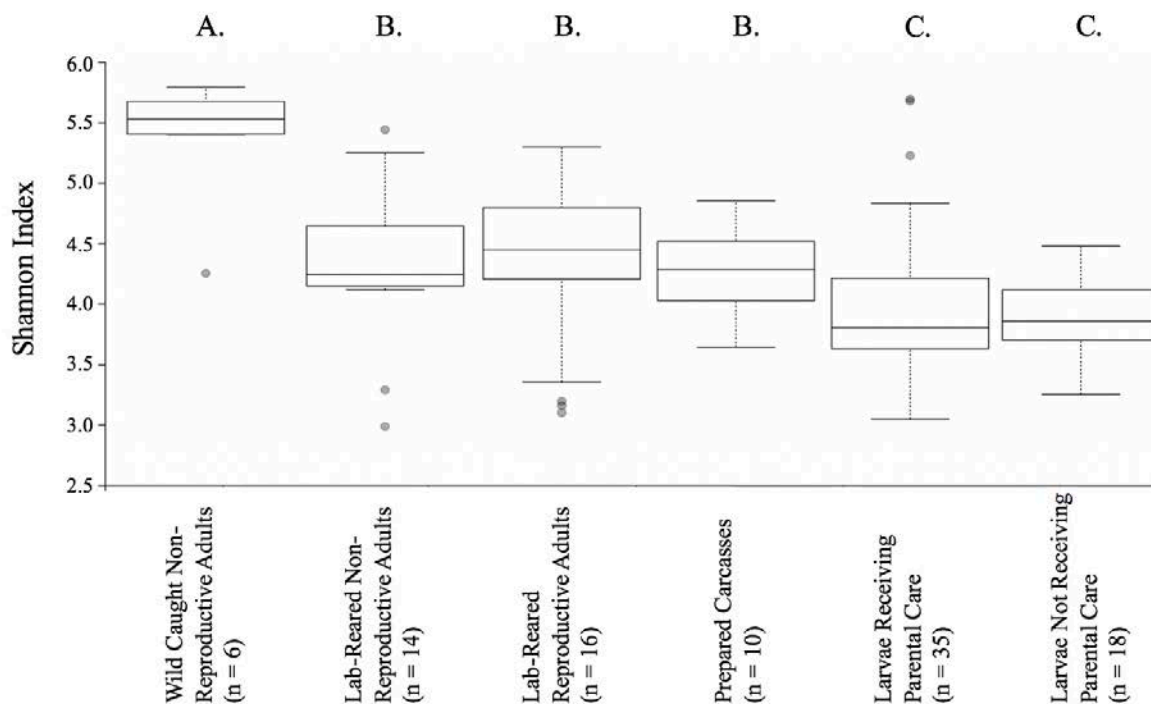 A. B. B. B. C. C.
Shannon Index
6.0
5.5
5.0
4.5
4.0
3.5
3.0
2.5
Wild Caught Non-
Reproductive Adults
(n = 6)
Lab-Reared Non-
Reproductive Adults
(n = 14)
Lab-Reared
Reproductive Adults
(n = 16)
Prepared Carcasses
(n = 10)
Larvae Receiving
Parental Care
(n = 35)
Larvae Not Receiving
Parental Care
(n = 18)